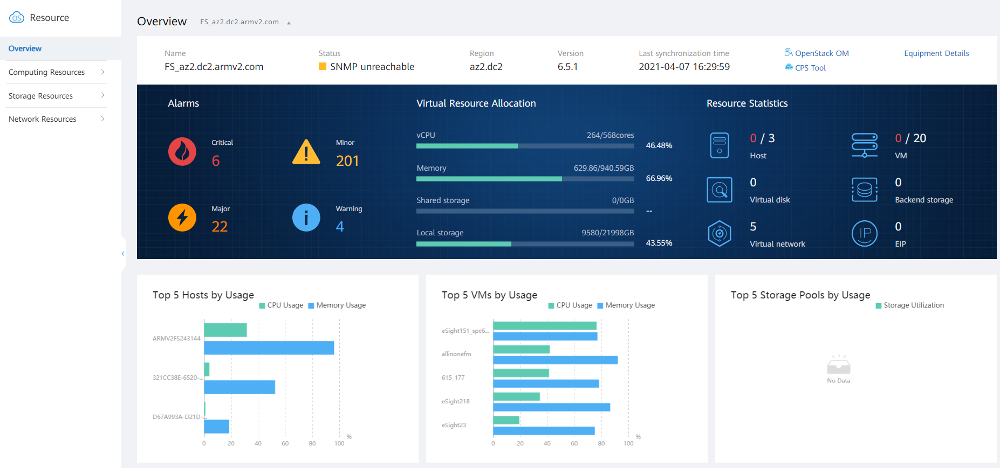 OS Resource
Overview
Computing Resources
Storage Resources
Network Resources
Overview FS_az2.dc2.armv2.com
Name
FS_az2.dc2.armv2.com
Status
SNMP unreachable
Region
az2.dc2
Version
6.5.1
Last synchronization time
2021-04-07 16:29:59
OpenStack OM
CPS Tool
Equipment Details
Alarms
Critical
6
Minor
201
Major
22
Warning
4
Virtual Resource Allocation
vCPU 264/568cores
46.48%
Memory 629.86/940.59GB
66.96%
Shared storage 0/0GB
--
Local storage 9580/21998GB
43.55%
Resource Statistics
0 / 3
Host
0 / 20
VM
0
Virtual disk
0
Backend storage
5
Virtual network
IP
0
EIP
Top 5 Hosts by Usage
CPU Usage Memory Usage
ARMV2FS243144
321CC38E-6520-...
D67A993A-D21D-...
%
0 20 40 60 80 100
Top 5 VMs by Usage
CPU Usage Memory Usage
eSight151_spc6...
allinonefm
615_177
eSight218
eSight23
%
0 20 40 60 80 100
Top 5 Storage Pools by Usage
Storage Utilization
No Data